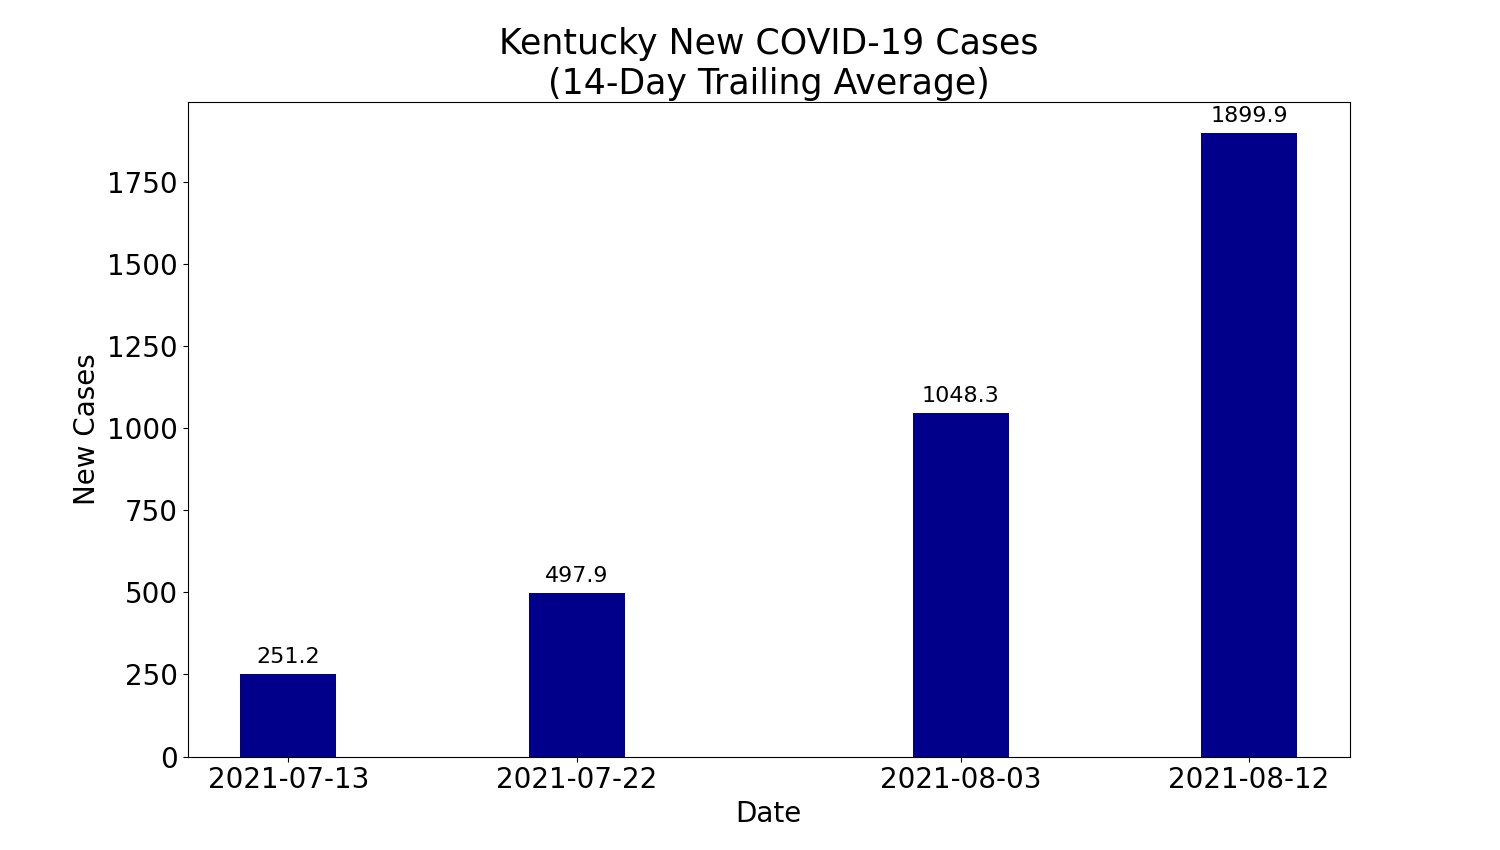 Kentucky New COVID-19 Cases
(14-Day Trailing Average)
1899.9
1750
1500
1250
1048.3
1000
750
497.9
500
251.2
250
0
New Cases
2021-07-13 2021-07-22 2021-08-03 2021-08-12
Date